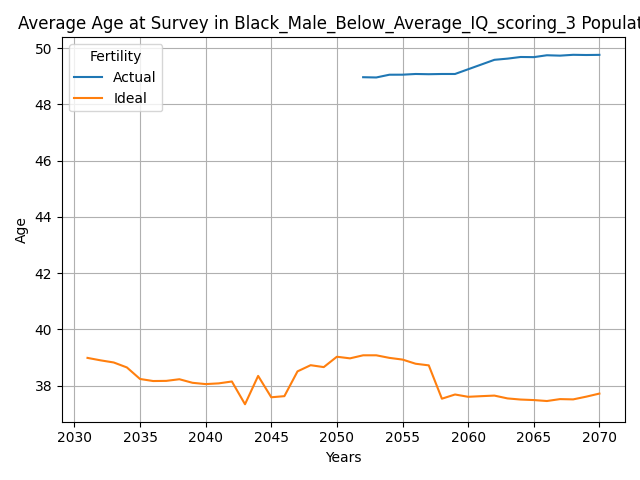 Average Age at Survey in Black_Male_Below_Average_IQ_scoring_3 Populat
Fertility
Actual
Ideal
50
48
46
44
42
40
38
Age
2030 2035 2040 2045 2050 2055 2060 2065 2070
Years